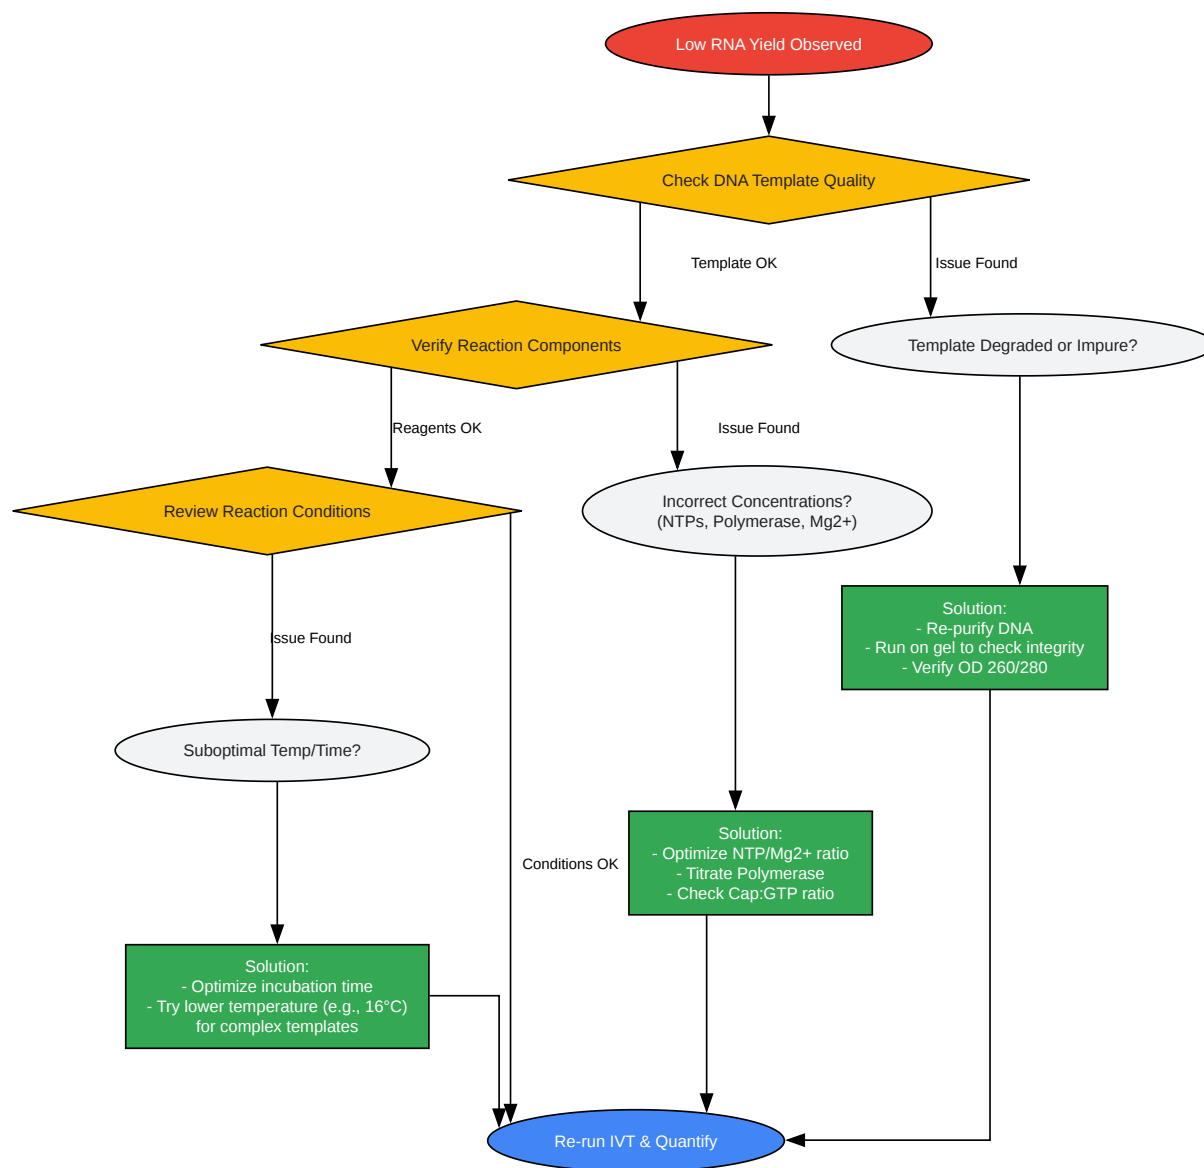 Low RNA Yield Observed
Check DNA Template Quality
Template OK
Issue Found
Verify Reaction Components
Template Degraded or Impure?
Reagents OK
Issue Found
Review Reaction Conditions
Incorrect Concentrations?
(NTPs, Polymerase, Mg2+)
Solution:
- Re-purify DNA
- Run on gel to check integrity
- Verify OD 260/280
Issue Found
Suboptimal Temp/Time?
Solution:
- Optimize NTP/Mg2+ ratio
- Titrate Polymerase
- Check Cap:GTP ratio
Conditions OK
Solution:
- Optimize incubation time
- Try lower temperature (e.g., 16°C)
for complex templates
Re-run IVT & Quantify